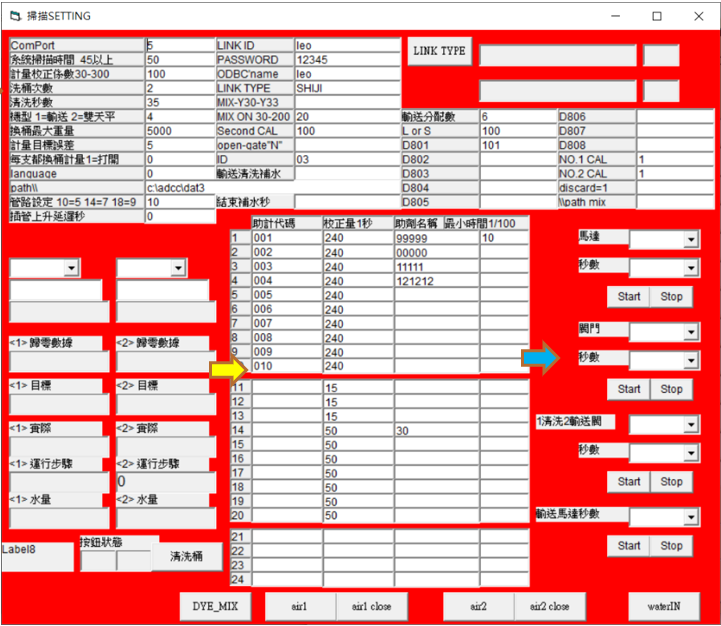 掃描SETTING
ComPort 5 LINK ID leo LINK TYPE
系統掃描時間 45以上 50 PASSWORD 12345
計量校正係數30-300 100 ODBC'name leo
洗桶次數 2 LINK TYPE SHIJI
清洗秒數 35 MIX-Y30-Y33
機型 1=輸送 2=雙天平 4 MIX ON 30-200 20 輸送分配數 6 D806
換桶最大重量 5000 Second CAL 100 L or S 100 D807
計量目標誤差 5 open-gate"N" D801 101 D808
每支都換桶計量1=打開 0 ID 03 D802 NO.1 CAL 1
language 0 輸送清洗補水 D803 NO.2 CAL 1
path\\ c:\adcc\dat3 D804 discard=1
管路設定 10=5 14=7 18=9 10 結束補水秒 D805 \\path mix
插管上升延遲秒 0
助計代碼 校正量1秒 助劑名稱 最小時間1/100
1 001 240 99999 10
2 002 240 00000
3 003 240 11111
4 004 240 121212
5 005 240
6 006 240
7 007 240
8 008 240
9 009 240
010 240
11 15
12 15
13 15
14 50 30
15 50
16 50
17 50
18 50
19 50
20 50
21
22
23
24
<1> 歸零數據 <2> 歸零數據
<1> 目標 <2> 目標
<1> 實際 <2> 實際
<1> 運行步驟 <2> 運行步驟
0
<1> 水量 <2> 水量
Label8 按鈕狀態 清洗桶
馬達
秒數
Start Stop
閥門
秒數
Start Stop
1清洗2輸送閥
秒數
Start Stop
輸送馬達秒數
Start Stop
DYE_MIX air1 air1 close air2 air2 close waterIN